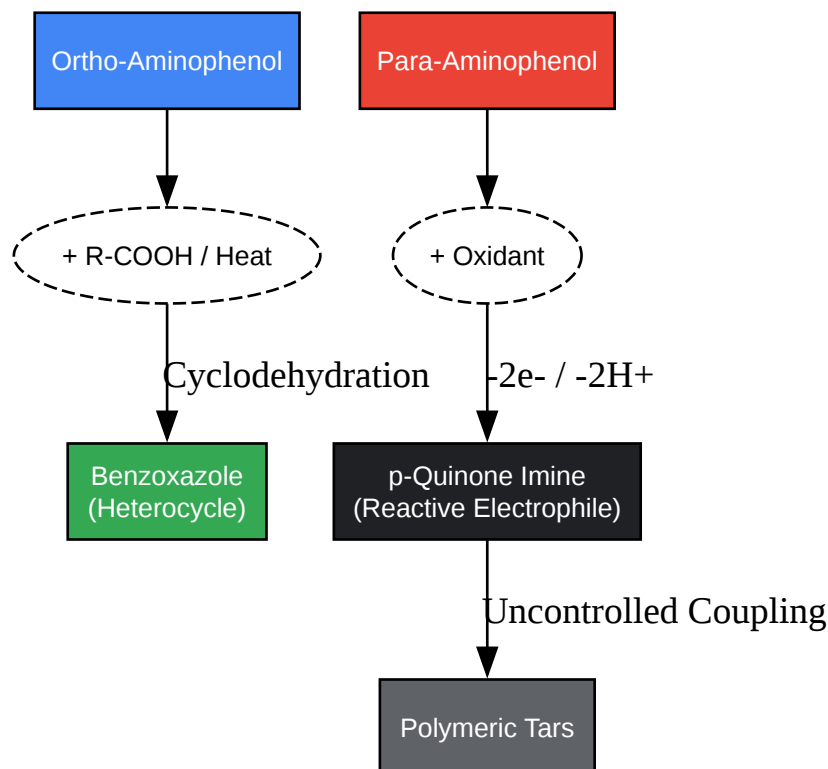 Ortho-Aminophenol
Para-Aminophenol
+ R-COOH / Heat
+ Oxidant
Cyclodehydration
-2e- / -2H+
Benzoxazole
(Heterocycle)
p-Quinone Imine
(Reactive Electrophile)
Uncontrolled Coupling
Polymeric Tars